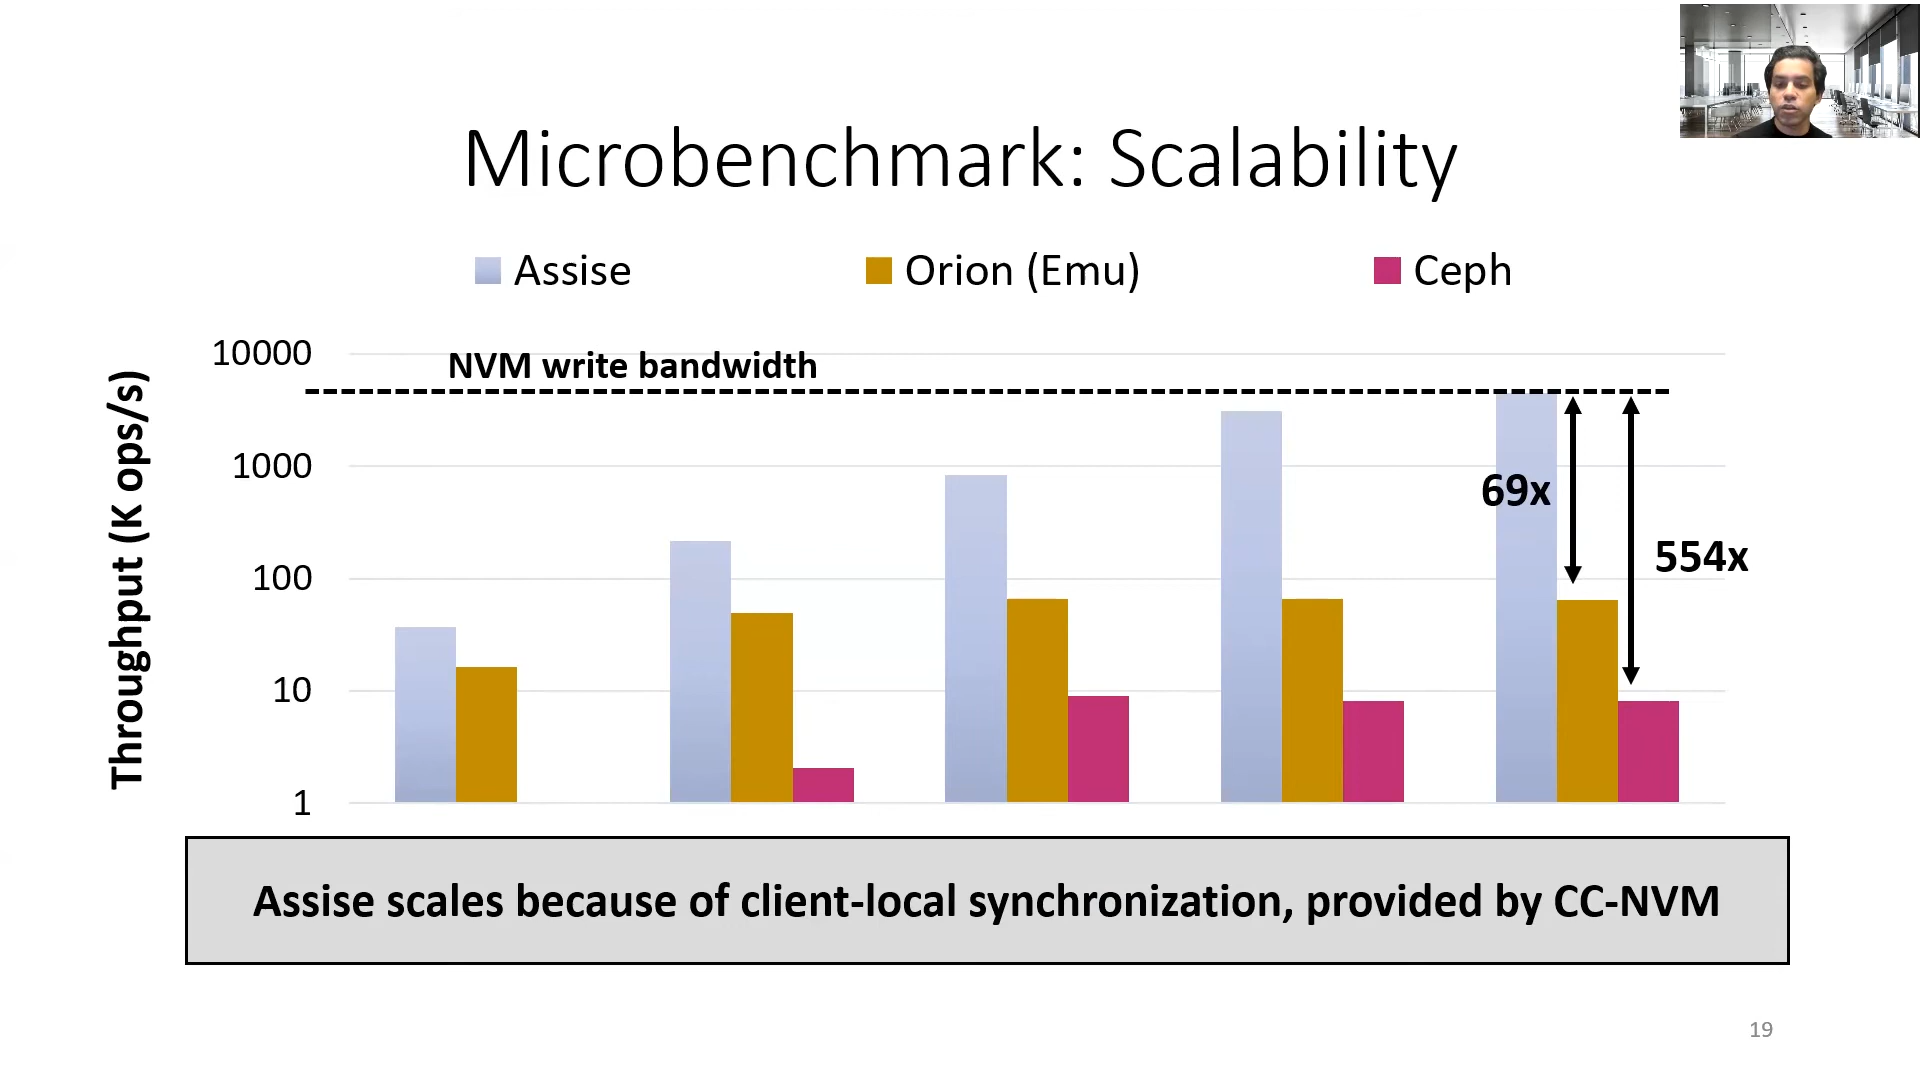 Microbenchmark: Scalability
Assise
Orion (Emu)
Ceph
Throughput (K ops/s)
10000
1000
100
10
1
NVM write bandwidth
69x
554x
Assise scales because of client-local synchronization, provided by CC-NVM
19